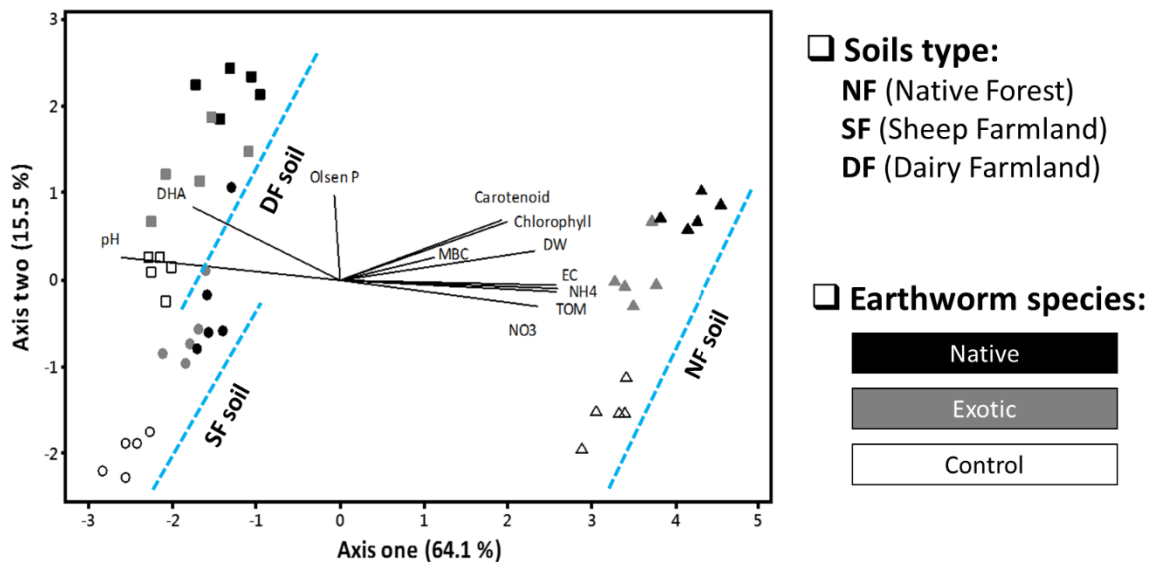 3
2
1
0
-1
-2
Axis two (15.5 %)
-3
-2
-1
0
1
2
3
4
5
Axis one (64.1 %)
DF soil
SF soil
NF soil
Olsen P
DHA
pH
Carotenoid
Chlorophyll
DW
MBC
EC
NH4
TOM
NO3
❑ Soils type:
NF (Native Forest)
SF (Sheep Farmland)
DF (Dairy Farmland)
❑ Earthworm species:
Native
Exotic
Control